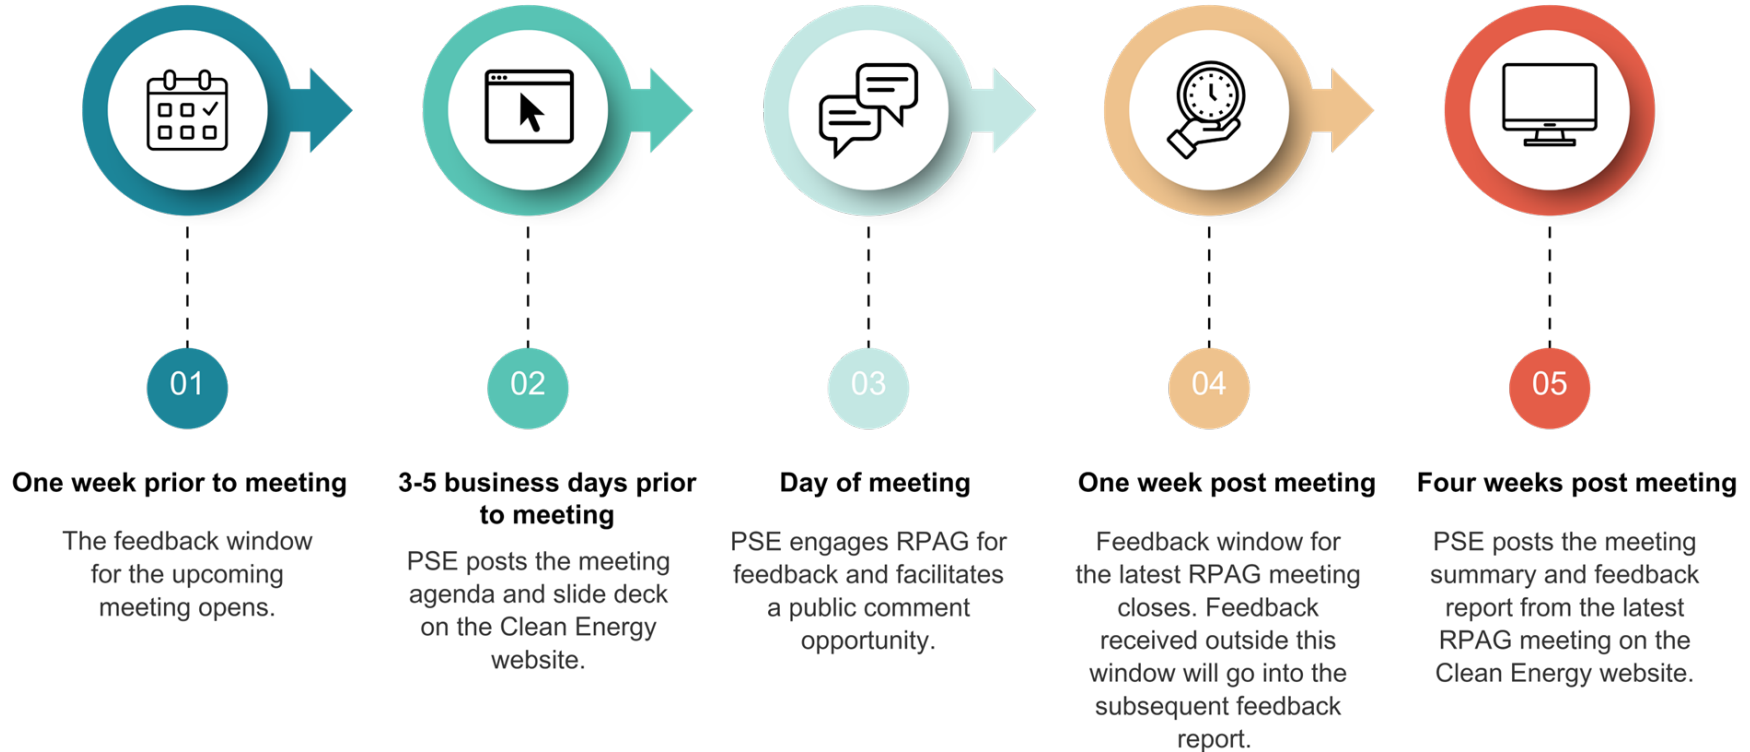 01
One week prior to meeting
The feedback window
for the upcoming
meeting opens.
02
3-5 business days prior
to meeting
PSE posts the meeting
agenda and slide deck
on the Clean Energy
website.
03
Day of meeting
PSE engages RPAG for
feedback and facilitates
a public comment
opportunity.
04
One week post meeting
Feedback window for
the latest RPAG meeting
closes. Feedback
received outside this
window will go into the
subsequent feedback
report.
05
Four weeks post meeting
PSE posts the meeting
summary and feedback
report from the latest
RPAG meeting on the
Clean Energy website.